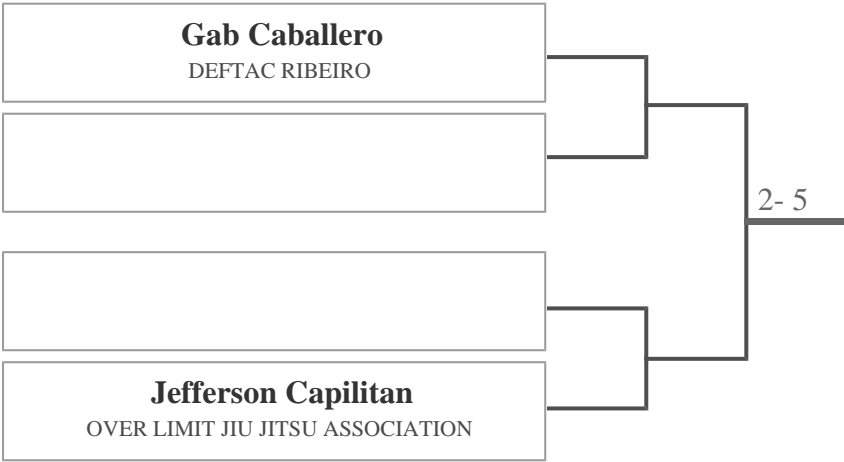 Gab Caballero
DEFTAC RIBEIRO
2- 5
Jefferson Capilitan
OVER LIMIT JIU JITSU ASSOCIATION